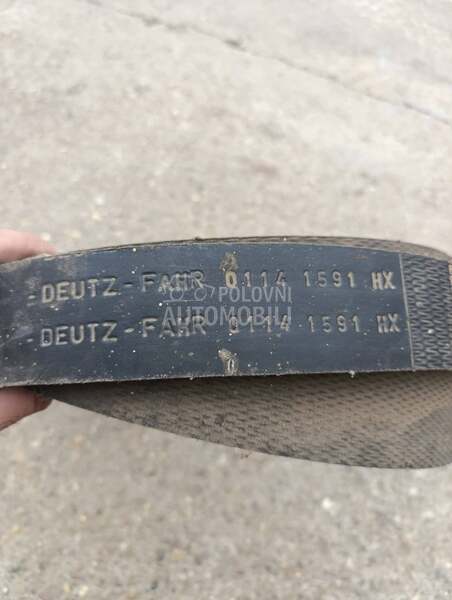 -DEUTZ-FAHR 0114 1591 HX
POLOVNI
AUTOMOBILI
-DEUTZ-FAHR 0114 1591 HX